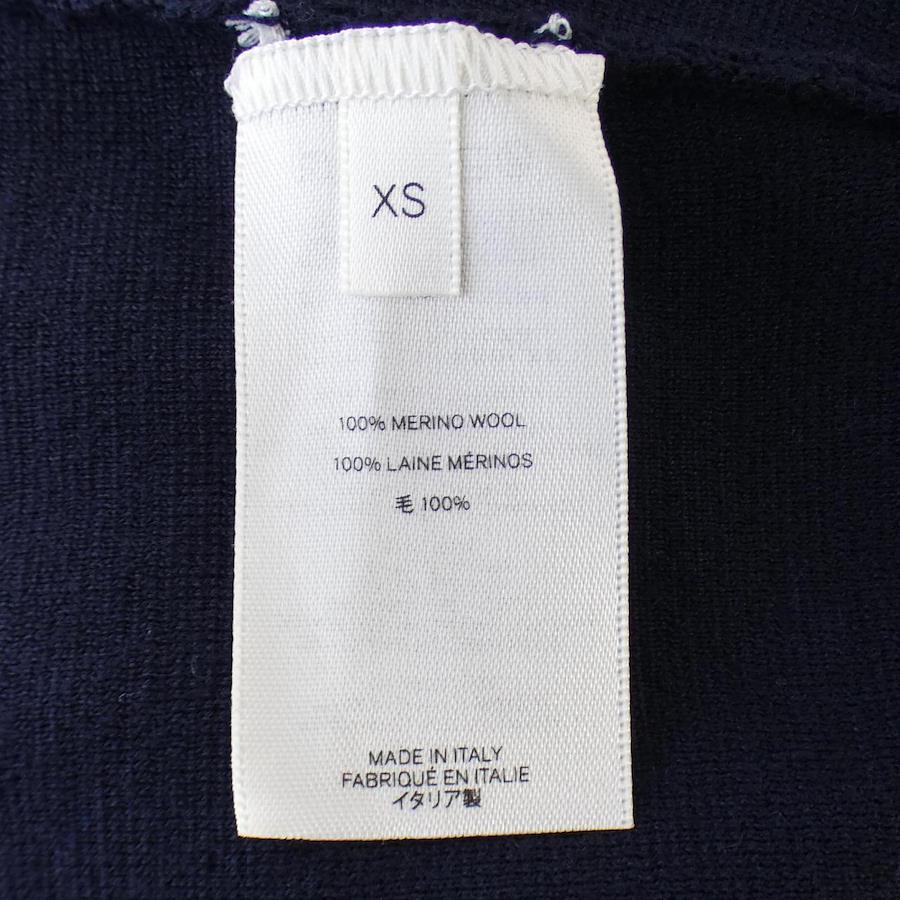 XS
100% MERINO WOOL
100% LAINE MÉRINOS
毛 100%
MADE IN ITALY
FABRIQUÉ EN ITALIE
イタリア製